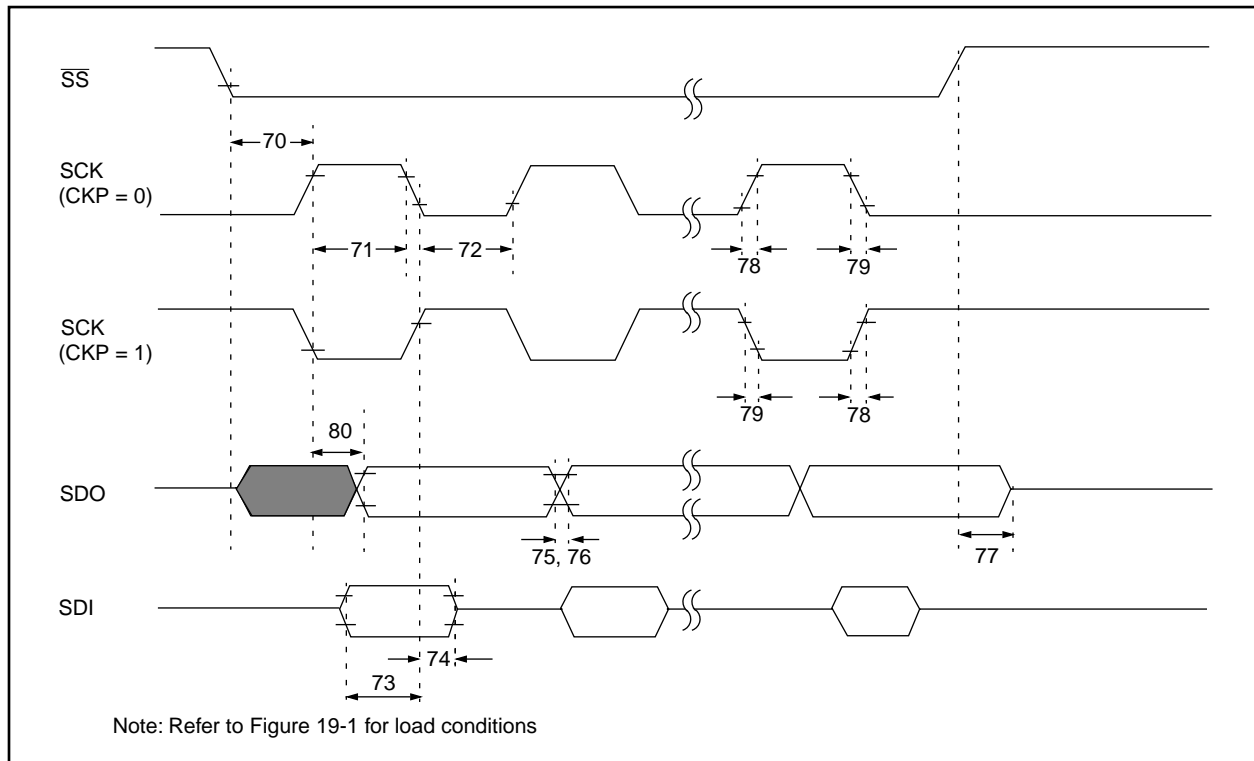 SS
70
SCK
(CKP = 0)
71
72
78
79
SCK
(CKP = 1)
79
78
80
SDO
75, 76
77
SDI
74
73
Note: Refer to Figure 19-1 for load conditions